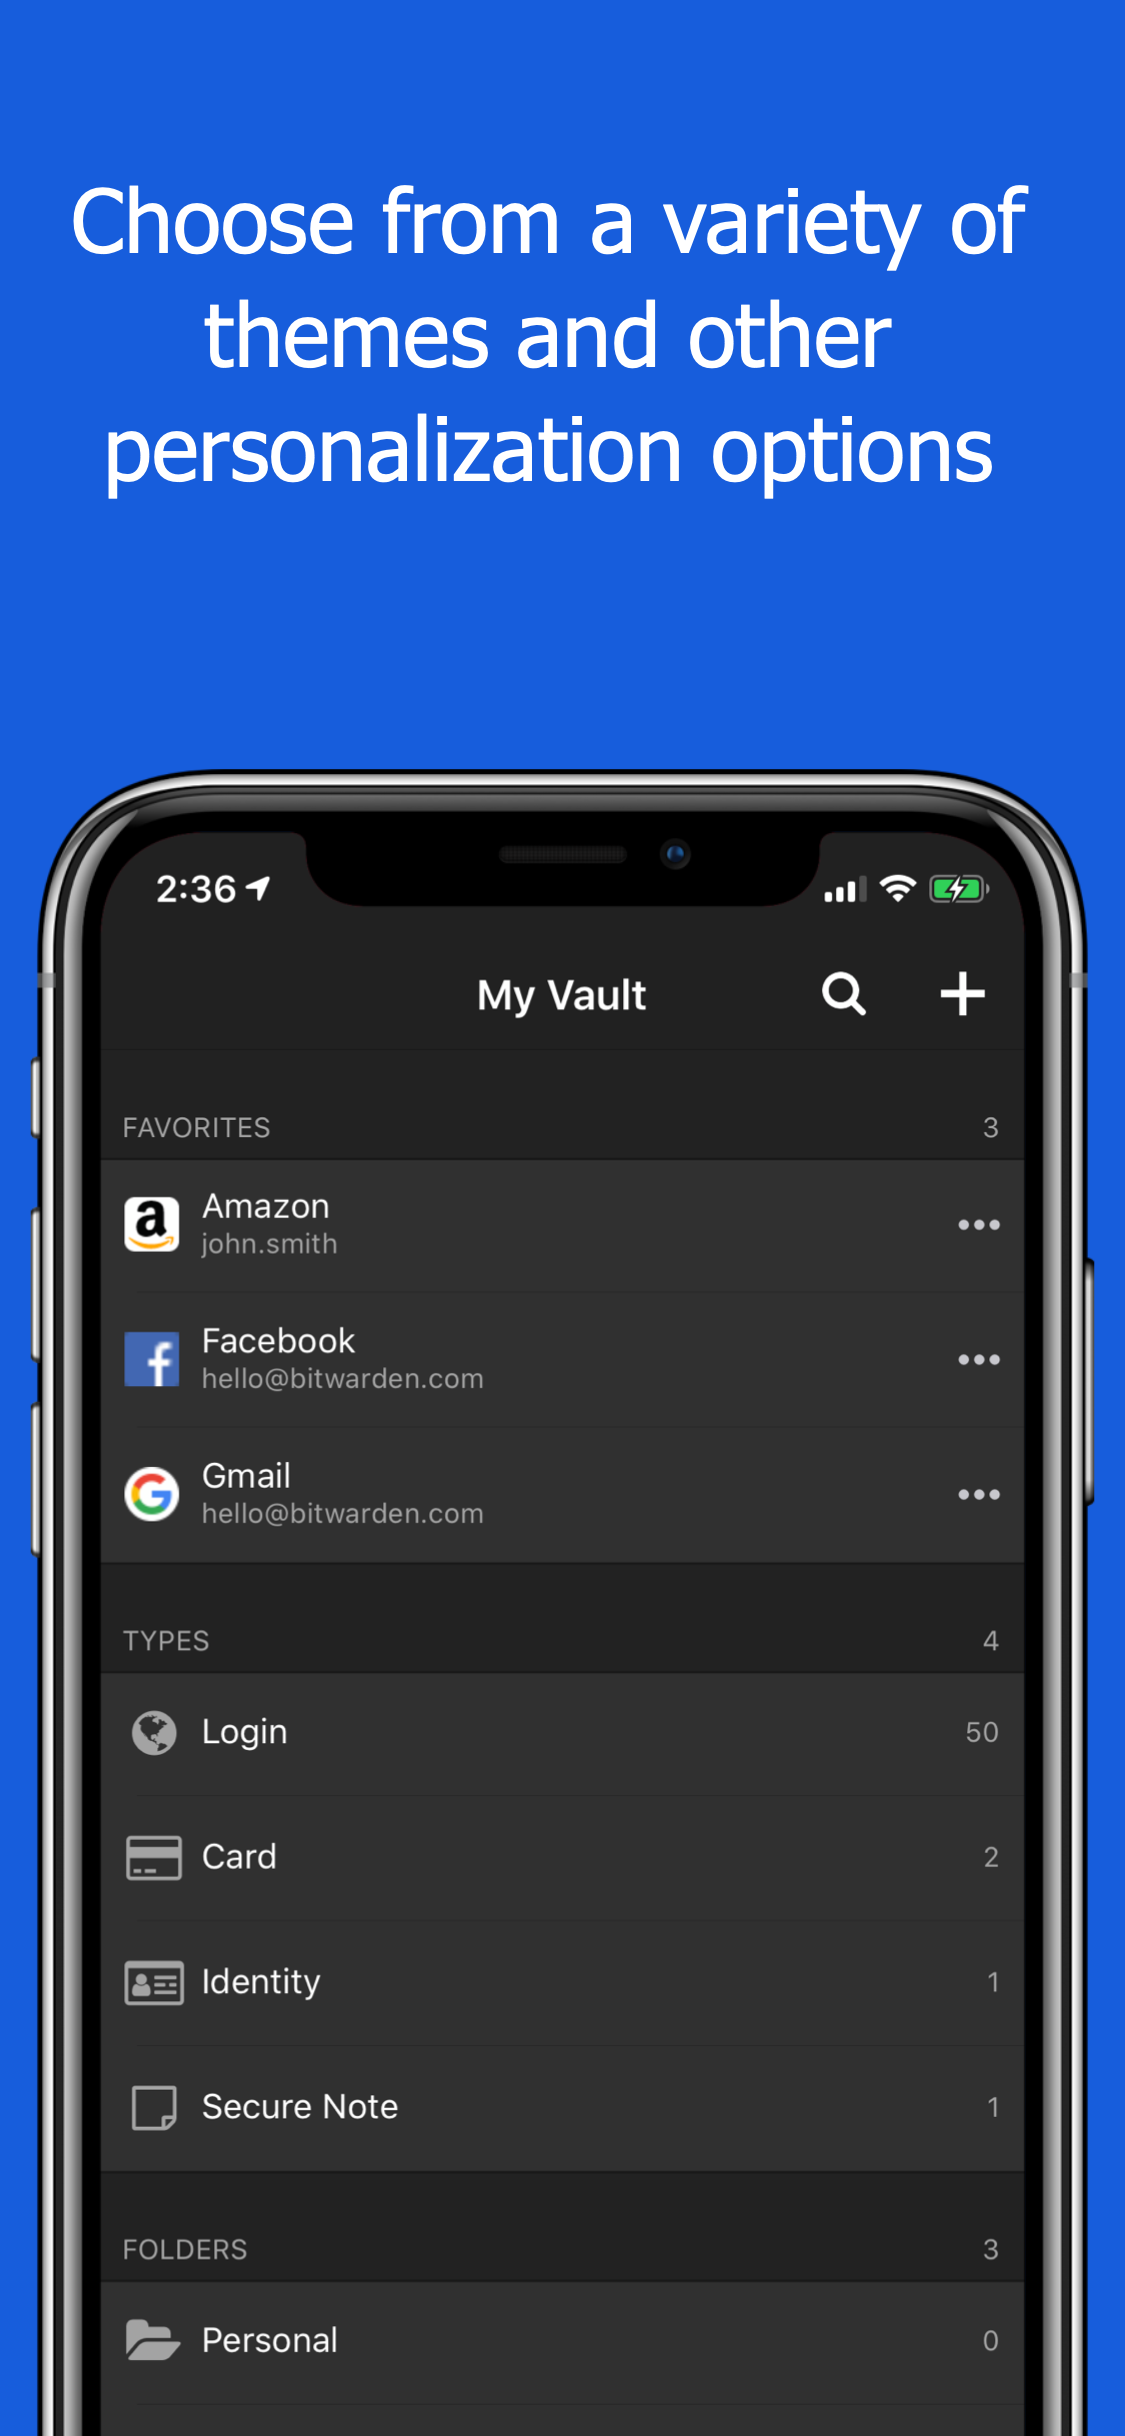 Choose from a variety of
themes and other
personalization options
2:36
My Vault
FAVORITES 3
Amazon
john.smith
Facebook
hello@bitwarden.com
Gmail
hello@bitwarden.com
TYPES 4
Login 50
Card 2
Identity 1
Secure Note 1
FOLDERS 3
Personal 0